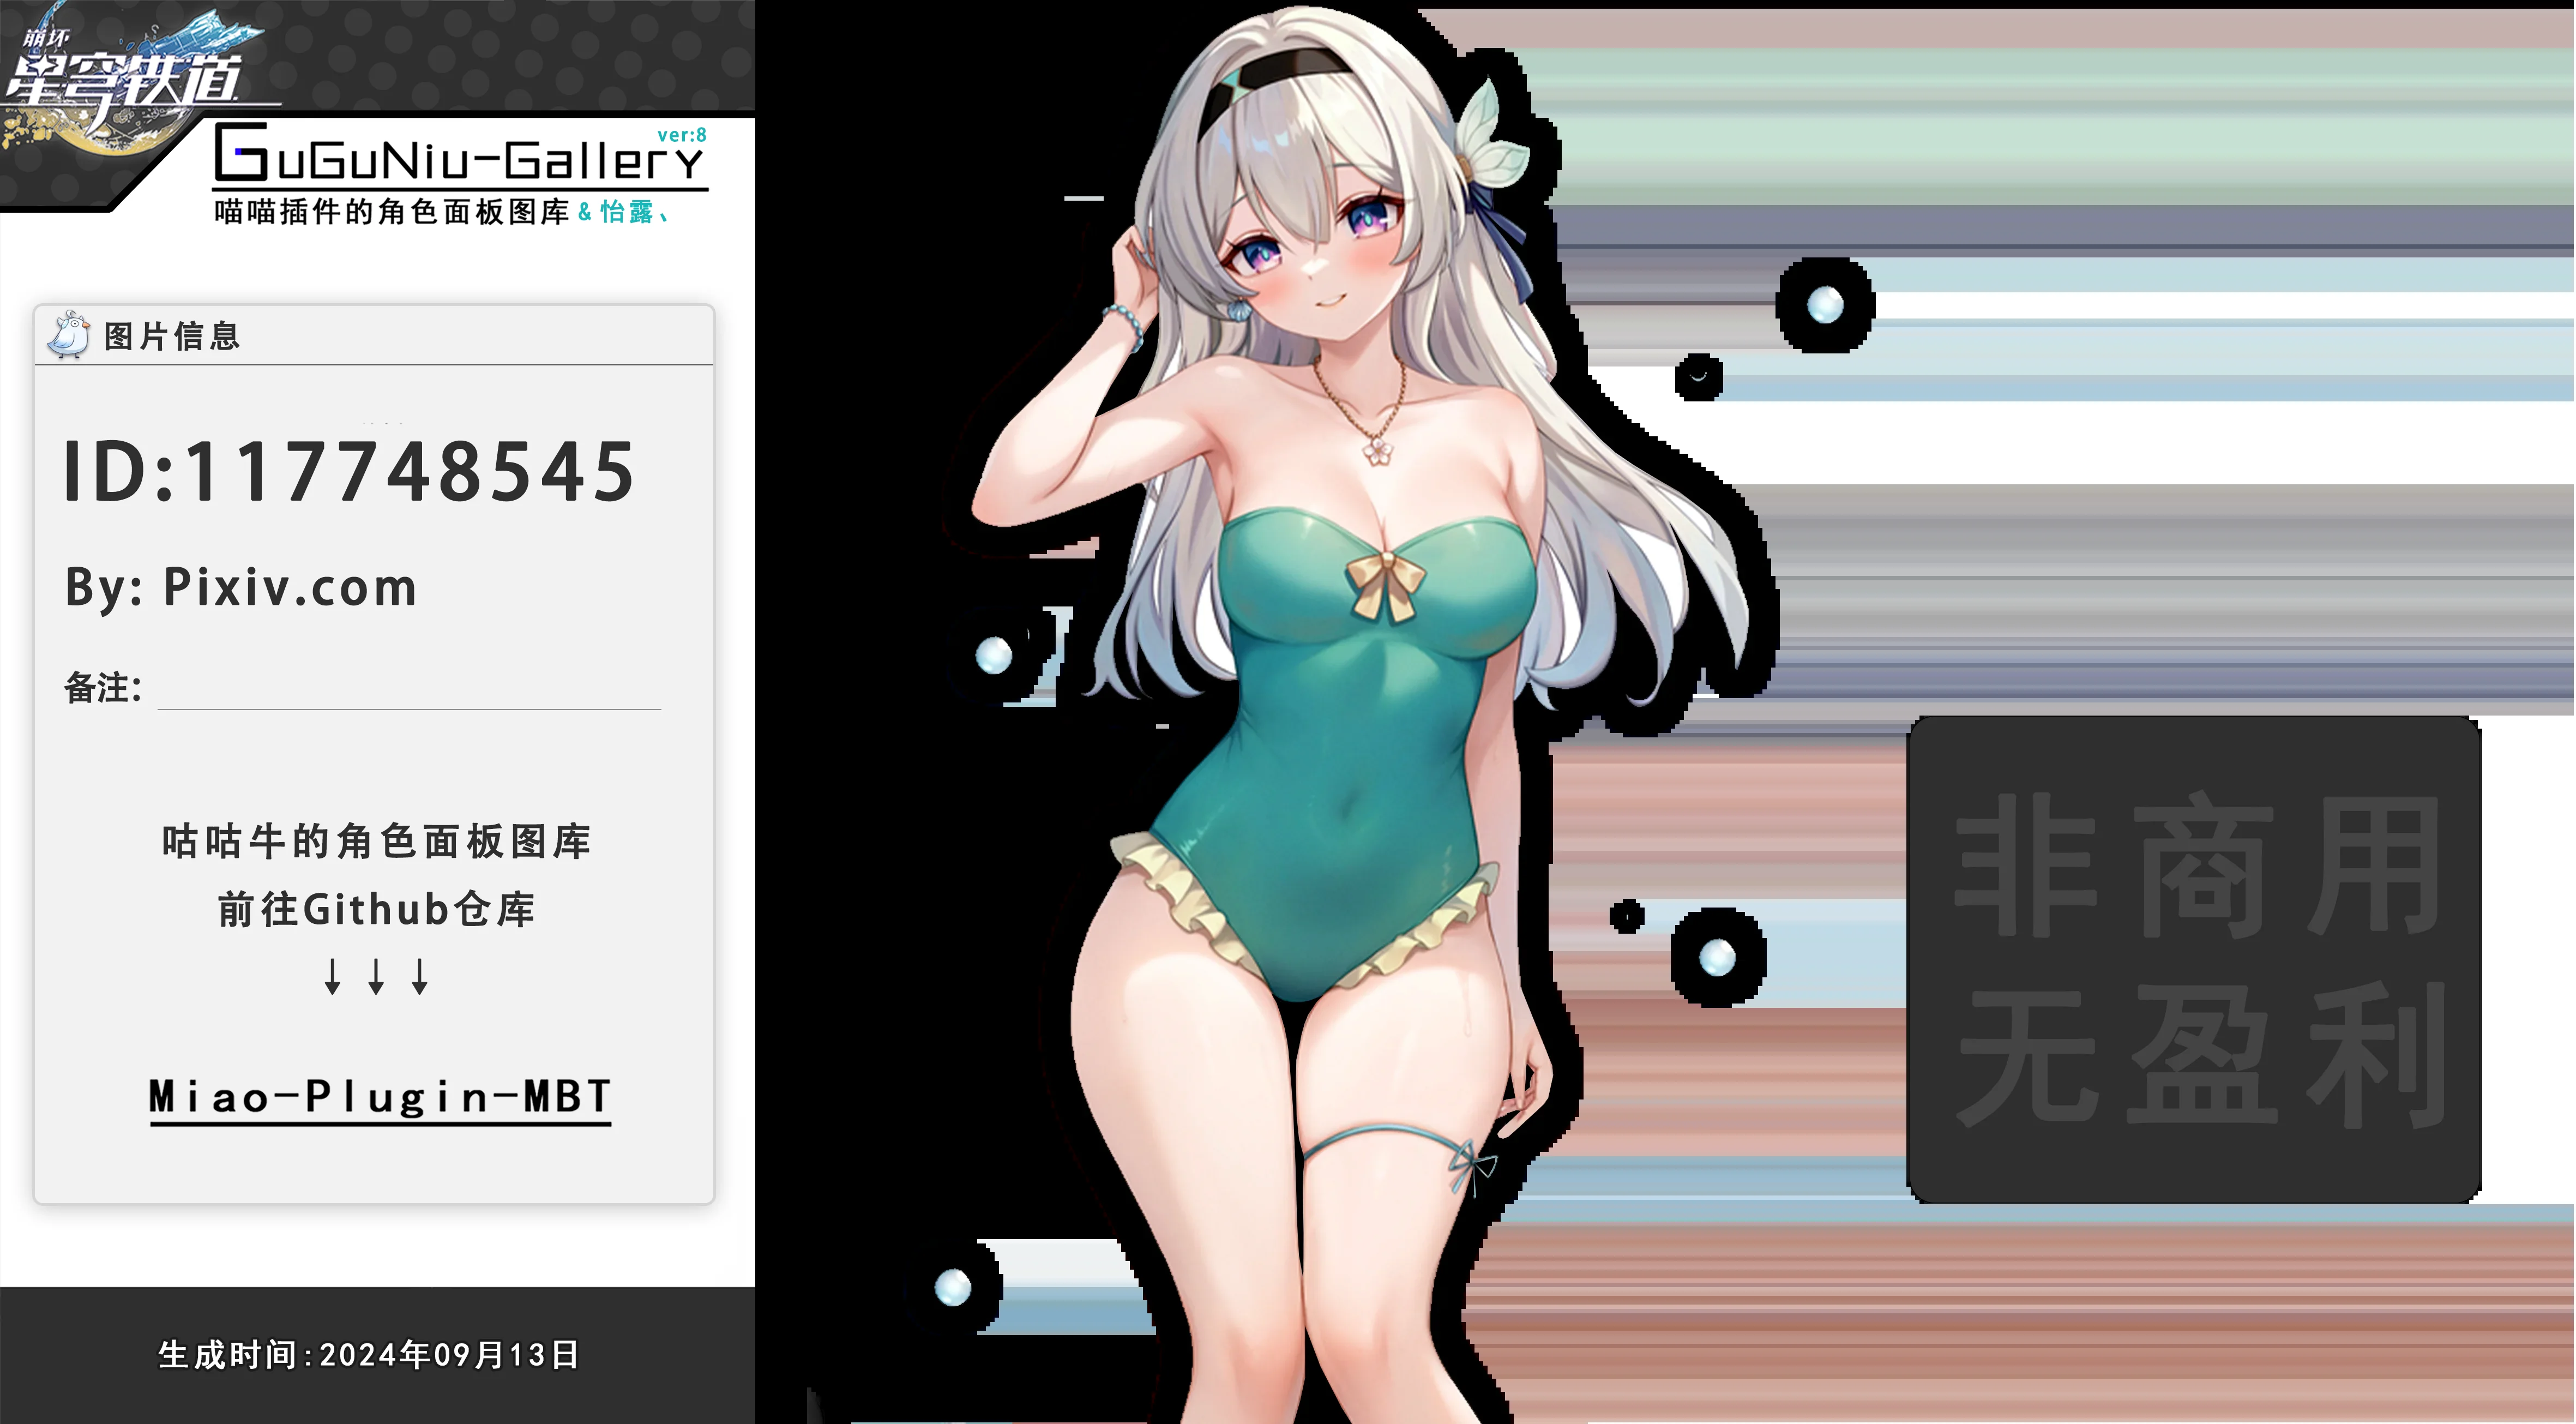 崩坏
星穹铁道
GuGuNiu-Gallery
ver:8
喵喵插件的角色面板图库 & 怡露、
图片信息
ID:117748545
By: Pixiv.com
备注:
咕咕牛的角色面板图库
前往Github仓库
↓ ↓ ↓
Miao-Plugin-MBT
生成时间:2024年09月13日
非商用
无盈利